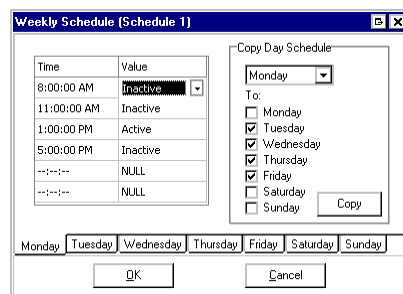 Weekly Schedule (Schedule 1)
Copy Day Schedule
Time Value
8:00:00 AM Inactive
11:00:00 AM Inactive
1:00:00 PM Active
5:00:00 PM Inactive
--:--:-- NULL
--:--:-- NULL
Monday
To:
Monday
Tuesday
Wednesday
Thursday
Friday
Saturday
Sunday
Copy
Monday Tuesday Wednesday Thursday Friday Saturday Sunday
OK Cancel